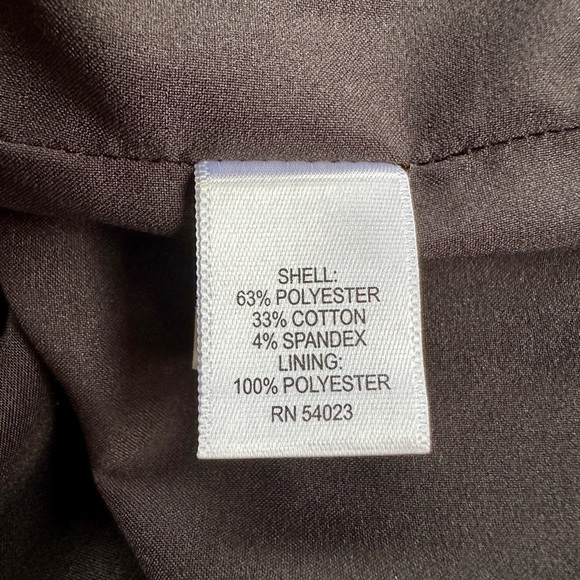 SHELL:
63% POLYESTER
33% COTTON
4% SPANDEX
LINING:
100% POLYESTER
RN 54023